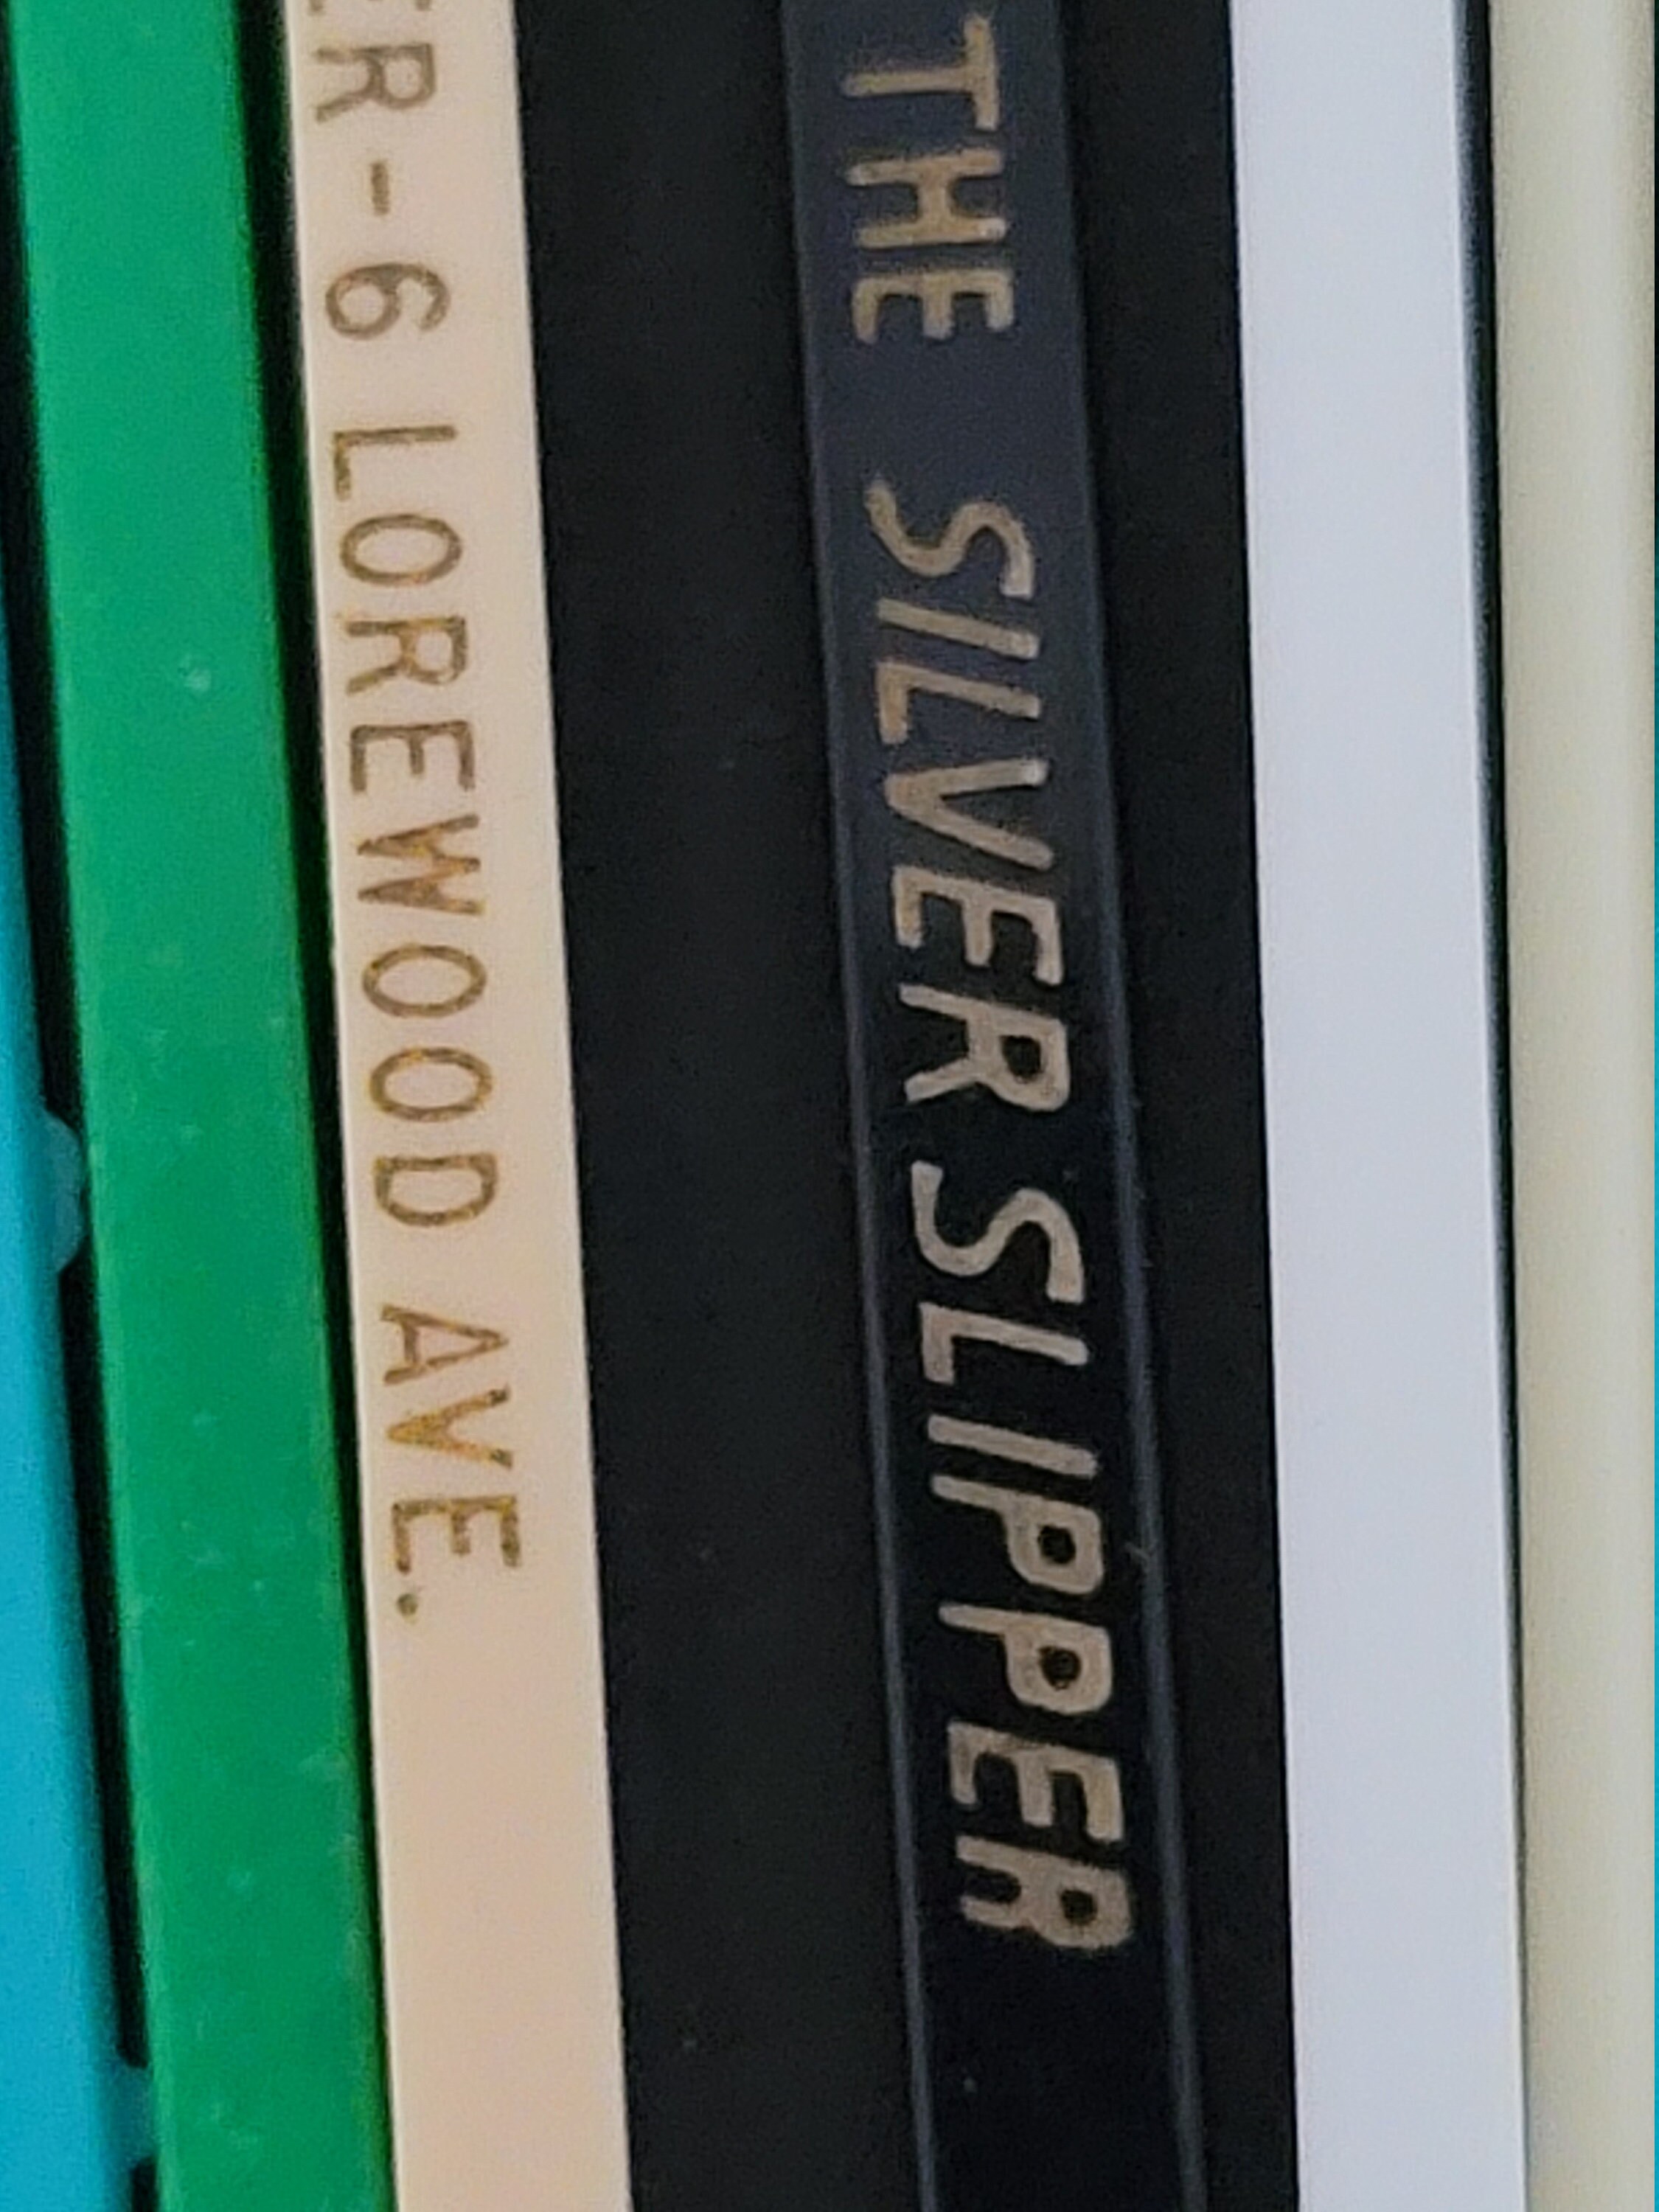 ER-6 LOREWOOD AVE.
THE SILVER SLIPPER